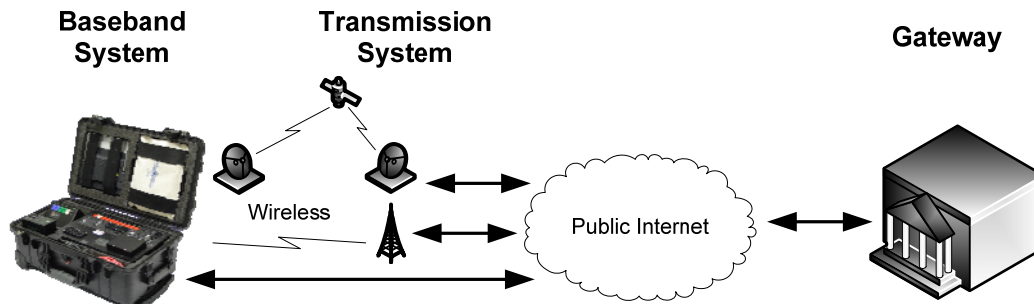 Baseband
System
Transmission
System
Gateway
Wireless
Public Internet